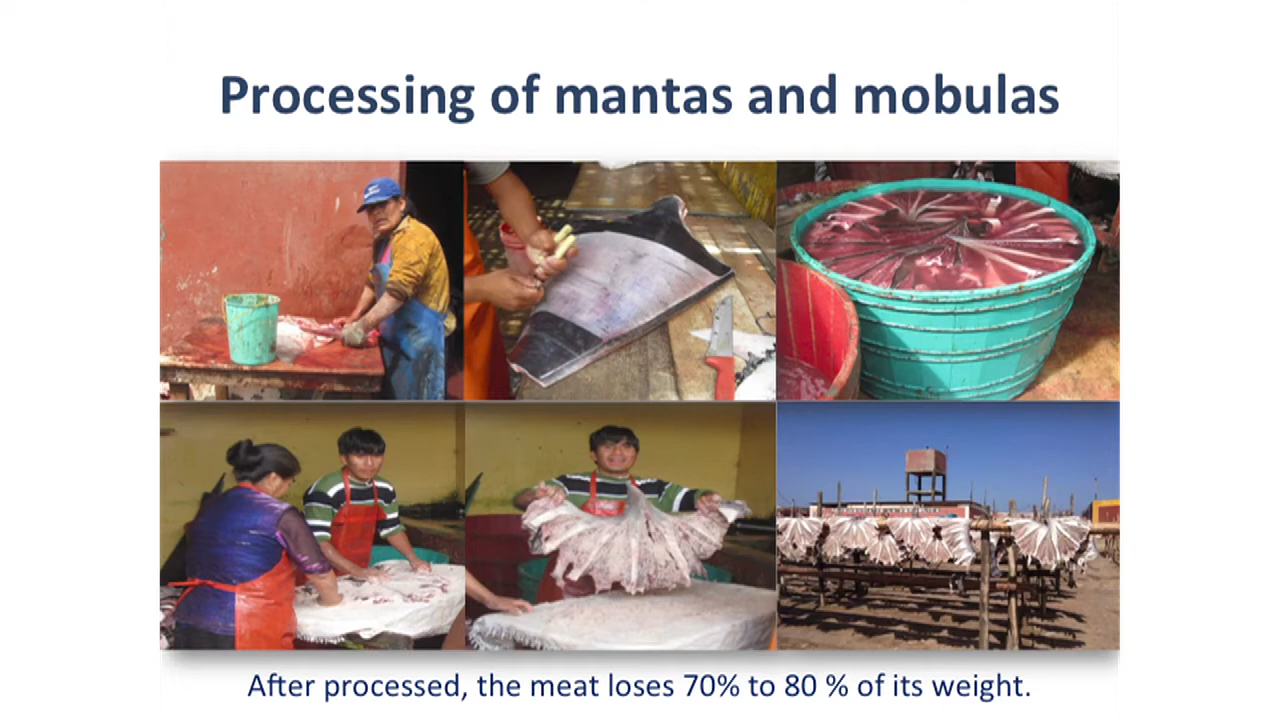 Processing of mantas and mobulas
After processed, the meat loses 70% to 80 % of its weight.